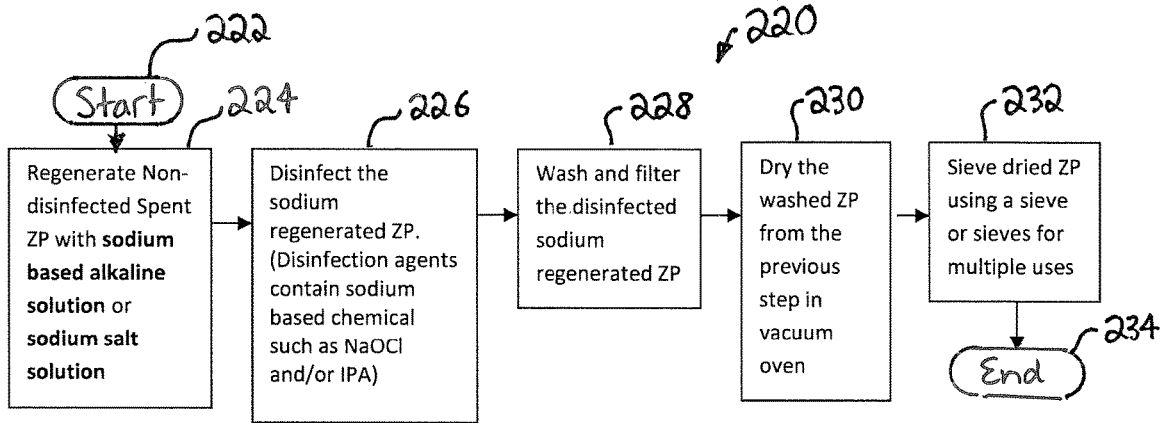 222
220
Start
224
226
228
230
232
Regenerate Non-
disinfected Spent
ZP with sodium
based alkaline
solution or
sodium salt
solution
Disinfect the
sodium
regenerated ZP.
(Disinfection agents
contain sodium
based chemical
such as NaOCl
and/or IPA)
Wash and filter
the disinfected
sodium
regenerated ZP
Dry the
washed ZP
from the
previous
step in
vacuum
oven
Sieve dried ZP
using a sieve
or sieves for
multiple uses
234
End